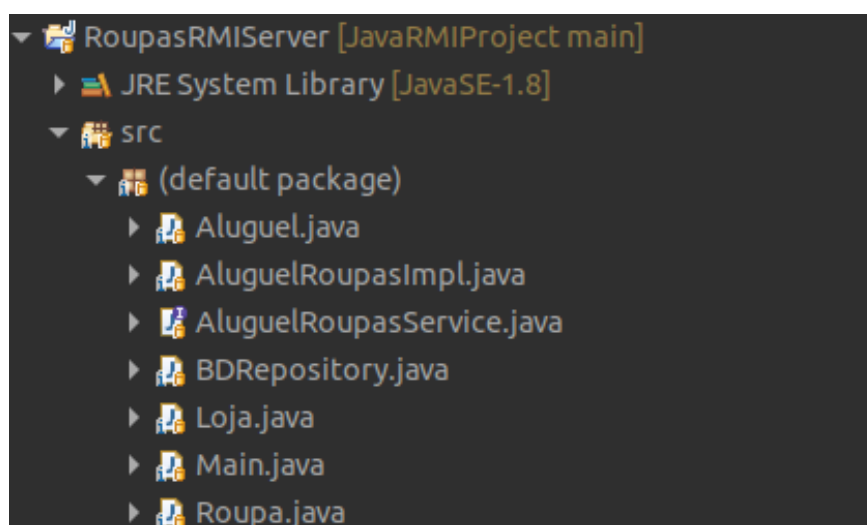 RoupasRMIServer [JavaRMIProject main]
JRE System Library [JavaSE-1.8]
src
(default package)
Aluguel.java
AluguelRoupasImpl.java
AluguelRoupasService.java
BDRepository.java
Loja.java
Main.java
Roupa.java